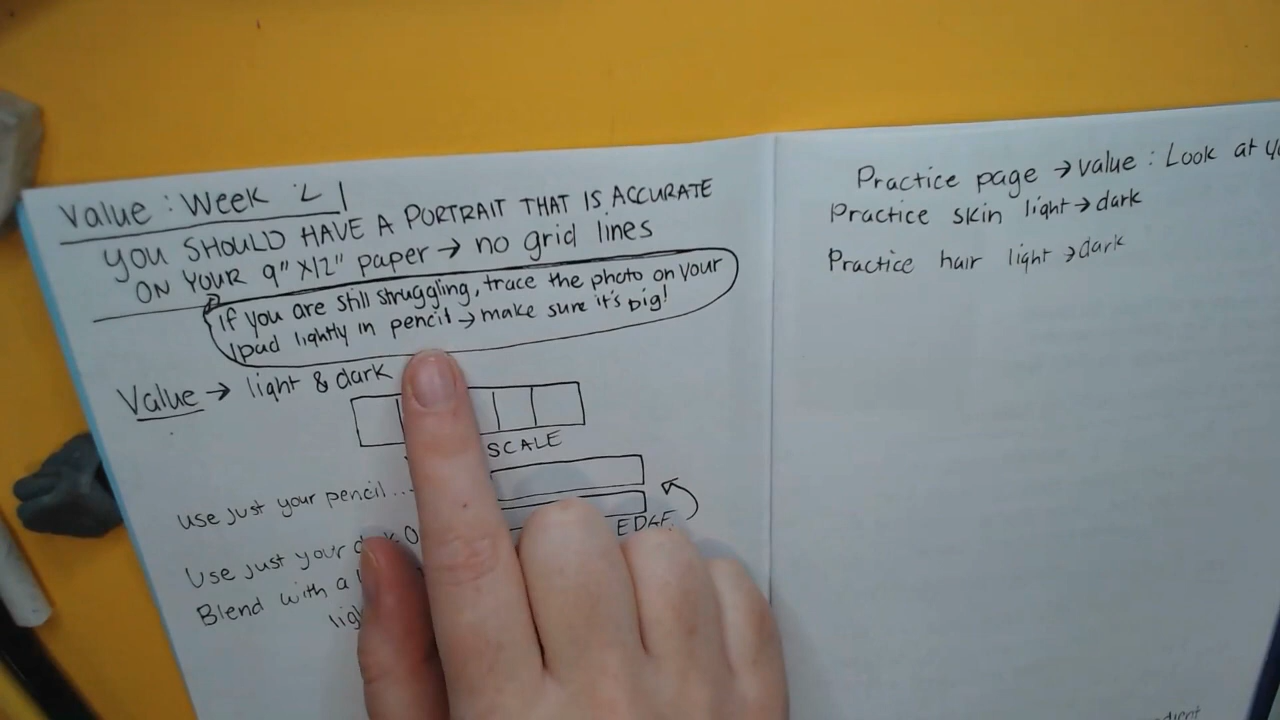 Value : Week 1
YOU SHOULD HAVE A PORTRAIT THAT IS ACCURATE
ON YOUR 9" X12" paper → no grid lines
If you are still struggling, trace the photo on your
Ipad lightly in pencil → make sure it's big!
Value → light & dark
SCALE
use just your pencil...
EDGE
Use just your
Blend with a
Practice page → value : Look at
Practice skin light → dark
Practice hair light → dark